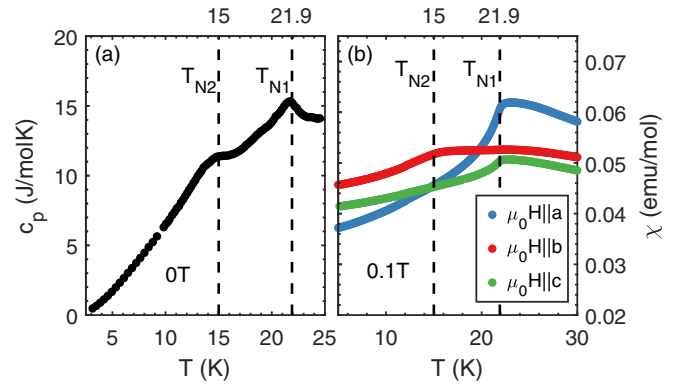 15 21.9
15 21.9
20 (a) T_N2 T_N1
15
10
5
0
c_p (J/molK)
0T
5 10 15 20 25
T (K)
(b) T_N2 T_N1
0.07
0.06
0.05
0.04
0.03
0.02
χ (emu/mol)
0.1T
μ_0H||a
μ_0H||b
μ_0H||c
10 20 30
T (K)